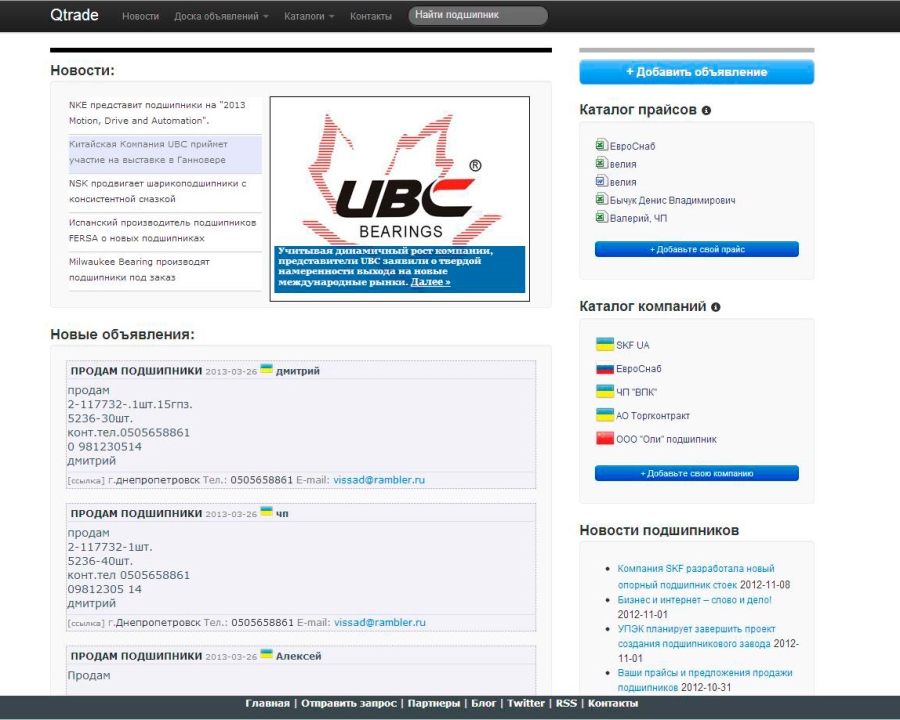 Qtrade Новости Доска объявлений Каталоги Контакты Найти подшипник
Новости:
NKE представит подшипники на "2013
Motion, Drive and Automation".
Китайская Компания UBC приймет
участие на выставке в Ганновере
NSK продвигает шарикоподшипники с
консистентной смазкой
Испанский производитель подшипников
FERSA о новых подшипниках
Milwaukee Bearing производят
подшипники под заказ
UBC®
BEARINGS
Учитывая динамичный рост компании,
представители UBC заявили о твердой
намеренности выхода на новые
международные рынки. Далее »
Новые объявления:
ПРОДАМ ПОДШИПНИКИ 2013-03-26 дмитрий
продам
2-117732-.1шт.15гпз.
5236-30шт.
конт.тел.0505658861
0 981230514
дмитрий
[ссылка] г.днепропетровск Тел.: 0505658861 E-mail: vissad@rambler.ru
ПРОДАМ ПОДШИПНИКИ 2013-03-26 чп
продам
2-117732-1шт.
5236-40шт.
конт.тел 0505658861
09812305 14
дмитрий
[ссылка] г.Днепропетровск Тел.: 0505658861 E-mail: vissad@rambler.ru
ПРОДАМ ПОДШИПНИКИ 2013-03-26 Алексей
Продам
+ Добавить объявление
Каталог прайсов
ЕвроСнаб
велия
велия
Бычук Денис Владимирович
Валерий, ЧП
+ Добавьте свой прайс
Каталог компаний
SKF UA
ЕвроСнаб
ЧП "ВПК"
АО Торгконтракт
ООО "Опи" подшипник
+ Добавьте свою компанию
Новости подшипников
Компания SKF разработала новый
опорный подшипник стоек 2012-11-08
Бизнес и интернет – слово и дело!
2012-11-01
УПЭК планирует завершить проект
создания подшипникового завода 2012-
11-01
Ваши прайсы и предложения продажи
подшипников 2012-10-31
Главная | Отправить запрос | Партнеры | Блог | Twitter | RSS | Контакты